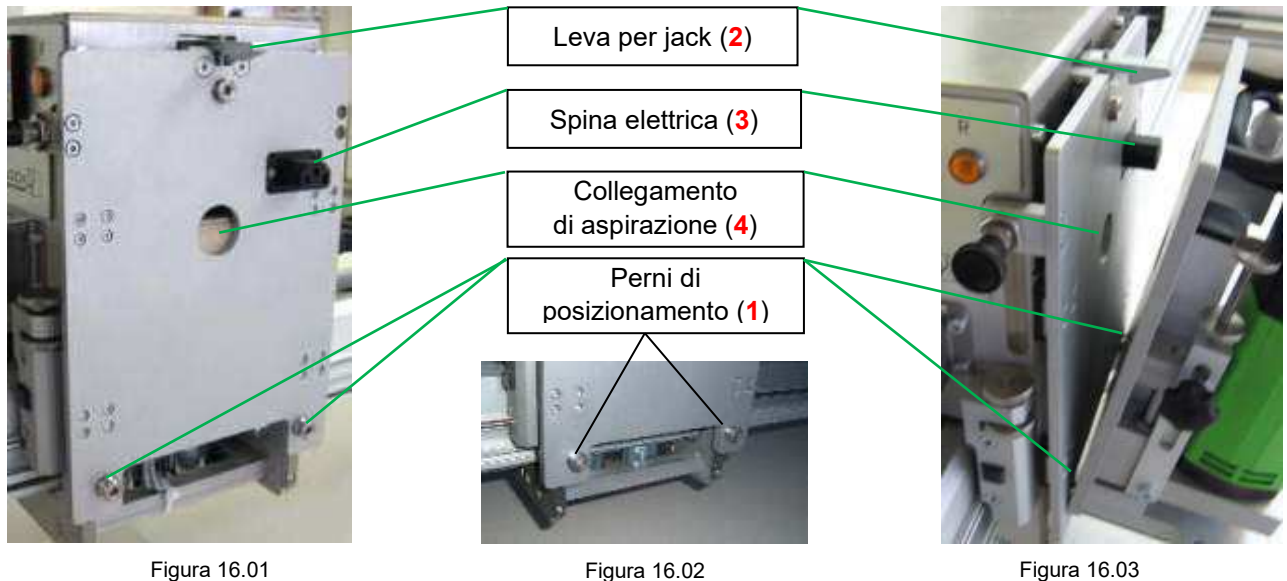 Leva per jack (2)
Spina elettrica (3)
Collegamento
di aspirazione (4)
Perni di
posizionamento (1)
Figura 16.01
Figura 16.02
Figura 16.03